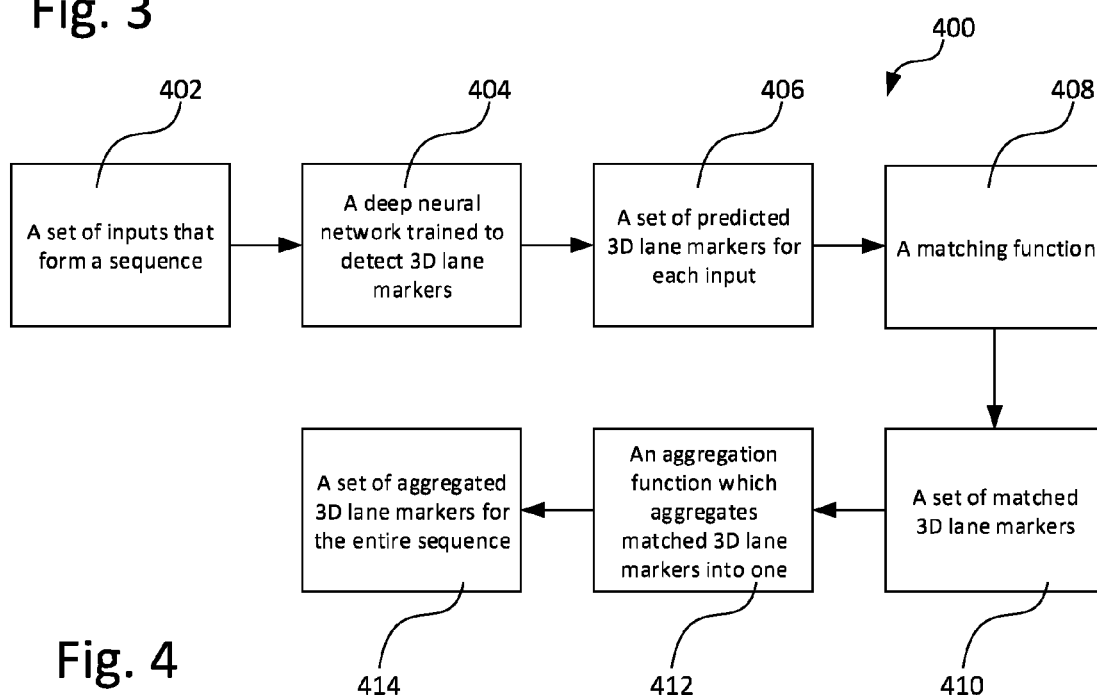 Fig. 3
400
402
404
406
408
A set of inputs that
form a sequence
A deep neural
network trained to
detect 3D lane
markers
A set of predicted
3D lane markers for
each input
A matching function
A set of aggregated
3D lane markers for
the entire sequence
An aggregation
function which
aggregates
matched 3D lane
markers into one
A set of matched
3D lane markers
Fig. 4
414
412
410